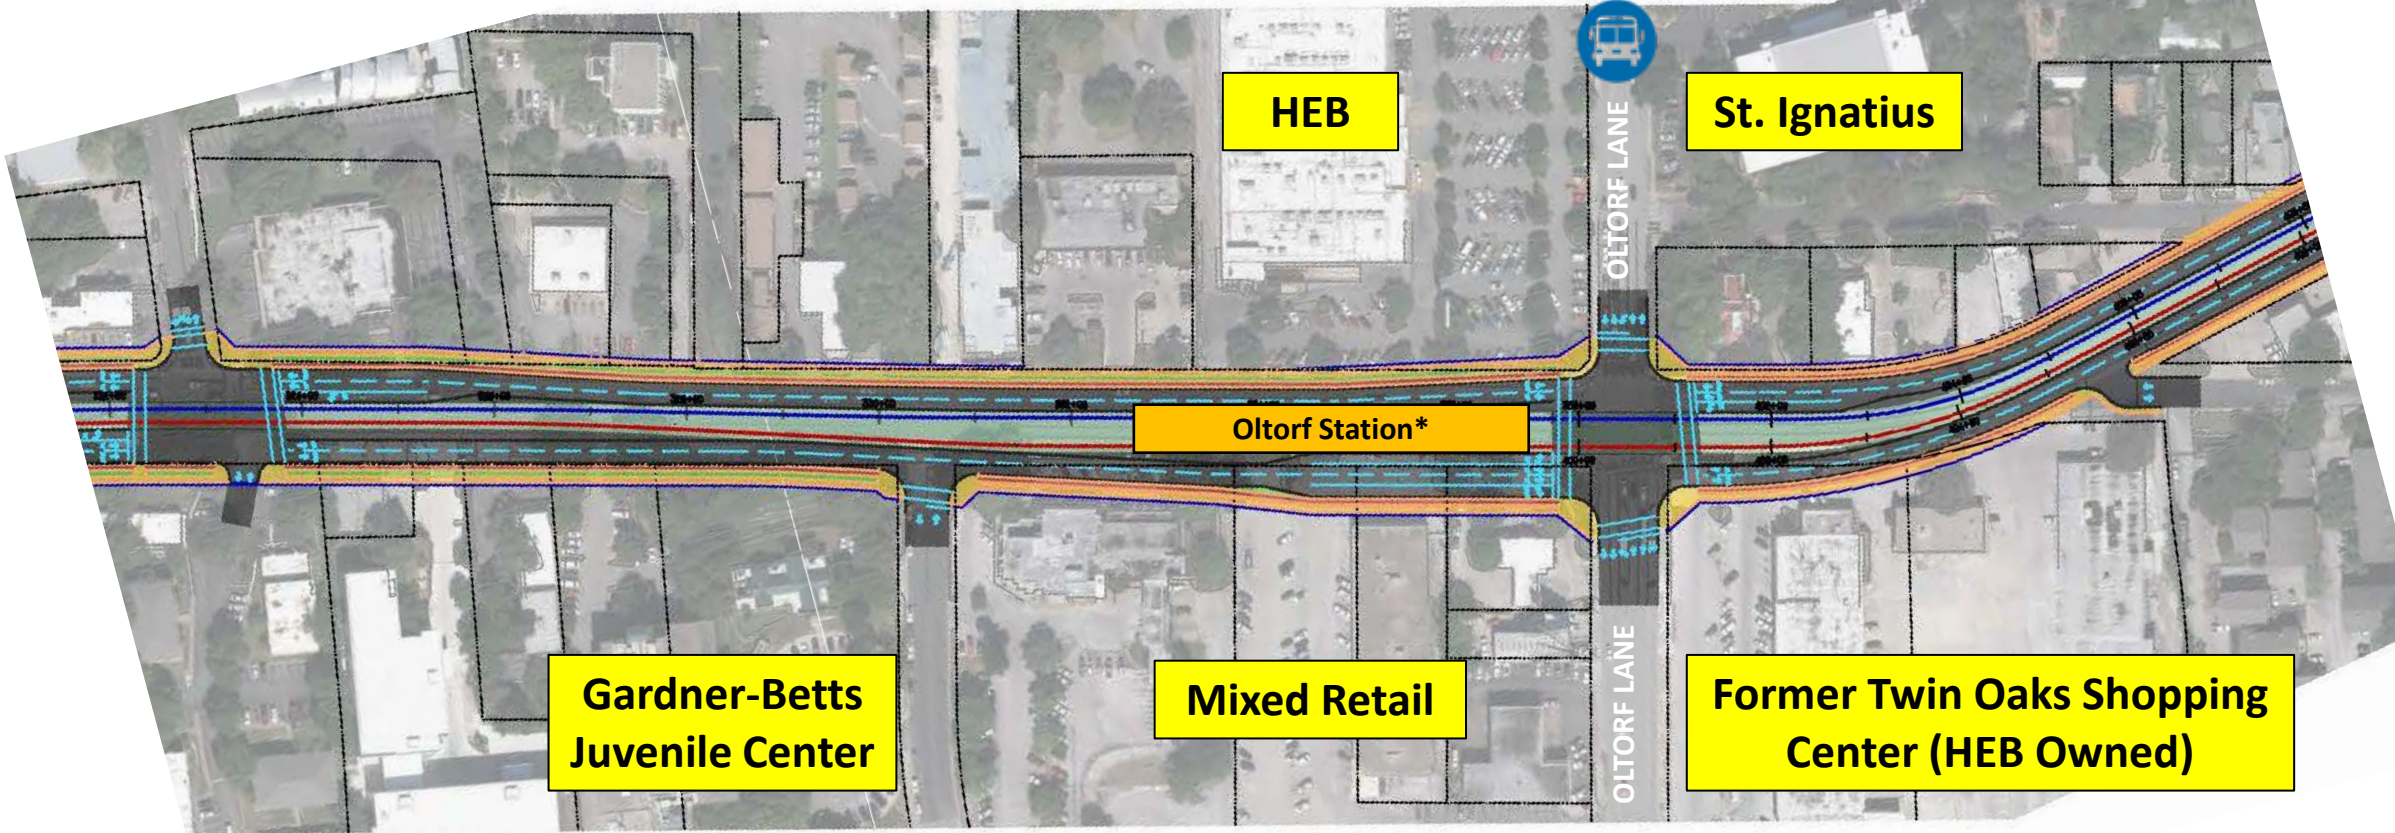 HEB
St. Ignatius
OLTORF LANE
Oltorf Station*
Gardner-Betts
Juvenile Center
Mixed Retail
OLTORF LANE
Former Twin Oaks Shopping
Center (HEB Owned)